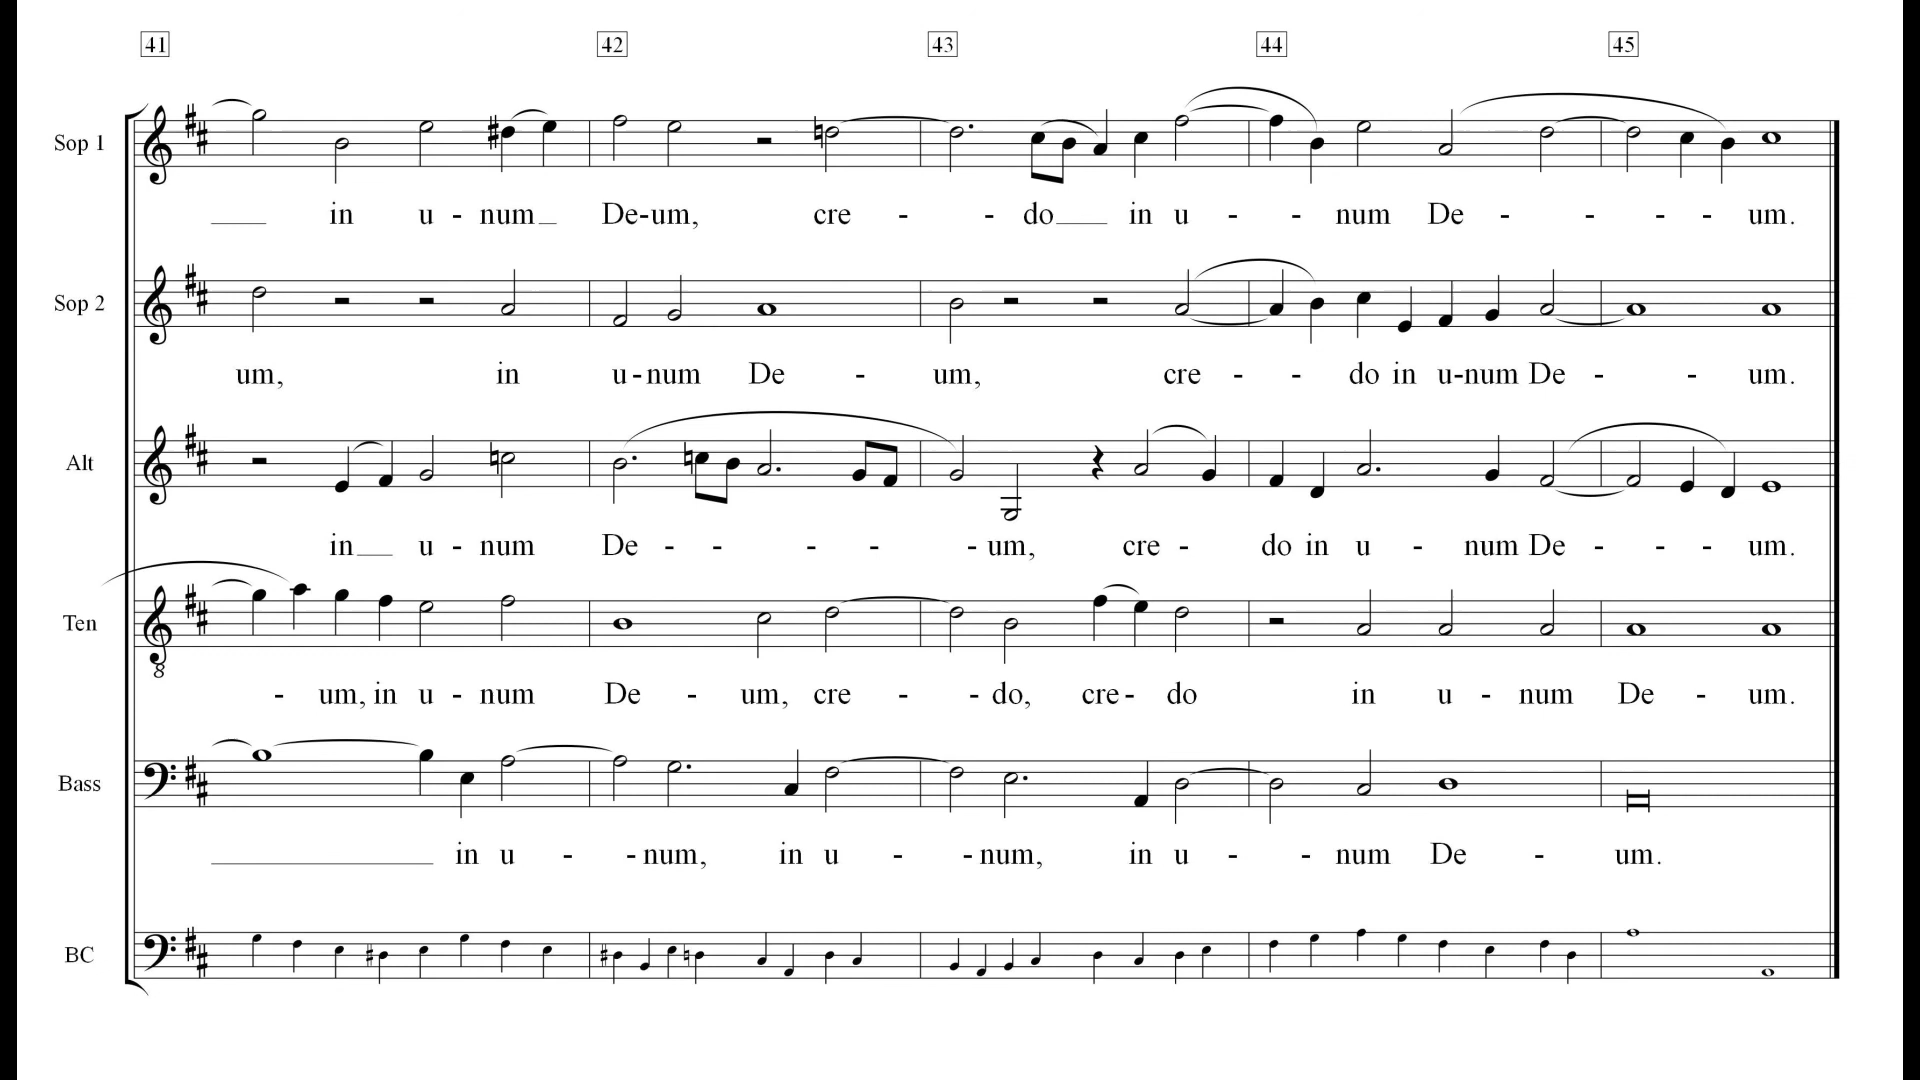 41 42 43 44 45
Sop 1
in u - num De-um, cre - - do in u - - num De - - - - um.
Sop 2
um, in u-num De - um, cre - - do in u-num De - - um.
Alt
in u - num De - - - - - um, cre - do in u - num De - - - um.
Ten
8
- um, in u - num De - um, cre - - do, cre - do in u - num De - um.
Bass
in u - - num, in u - - num, in u - - num De - um.
BC